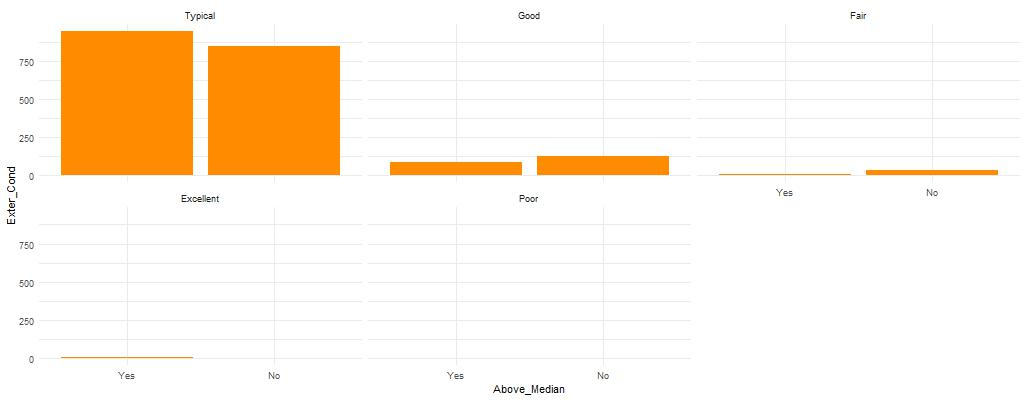 Typical Good Fair
750
500
250
0
Yes No
Exter_Cond
Excellent Poor
750
500
250
0
Yes No Yes No
Above_Median